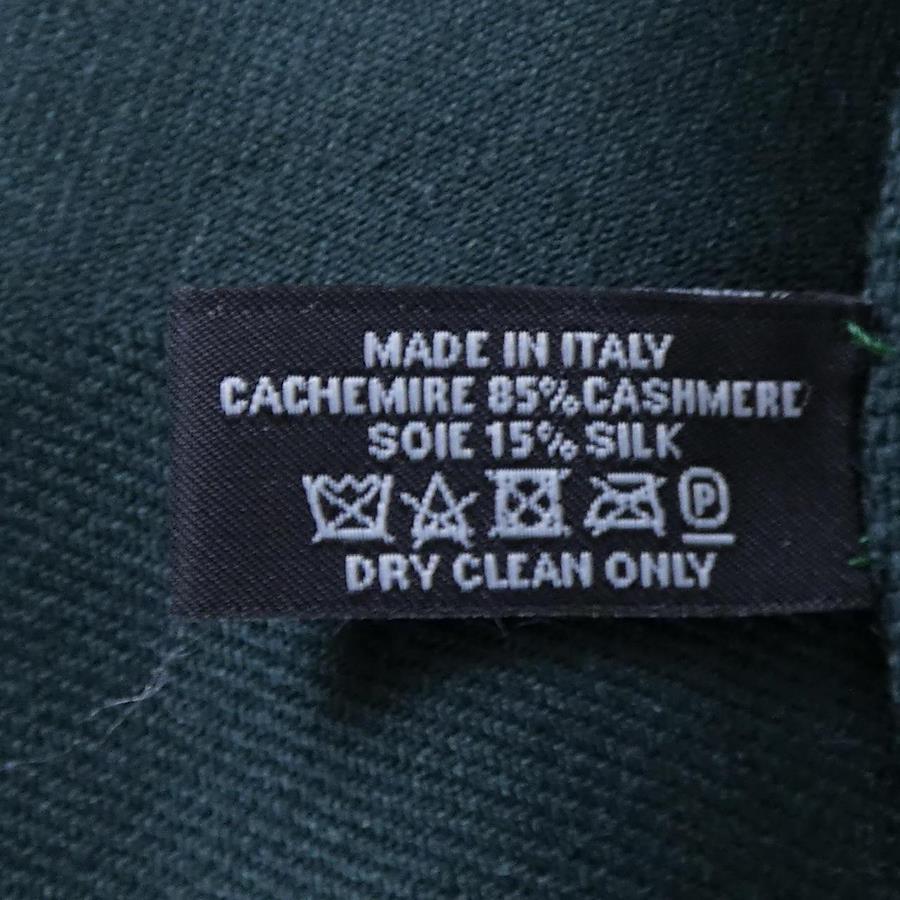 MADE IN ITALY
CACHEMIRE 85% CASHMERE
SOIE 15% SILK
P
DRY CLEAN ONLY